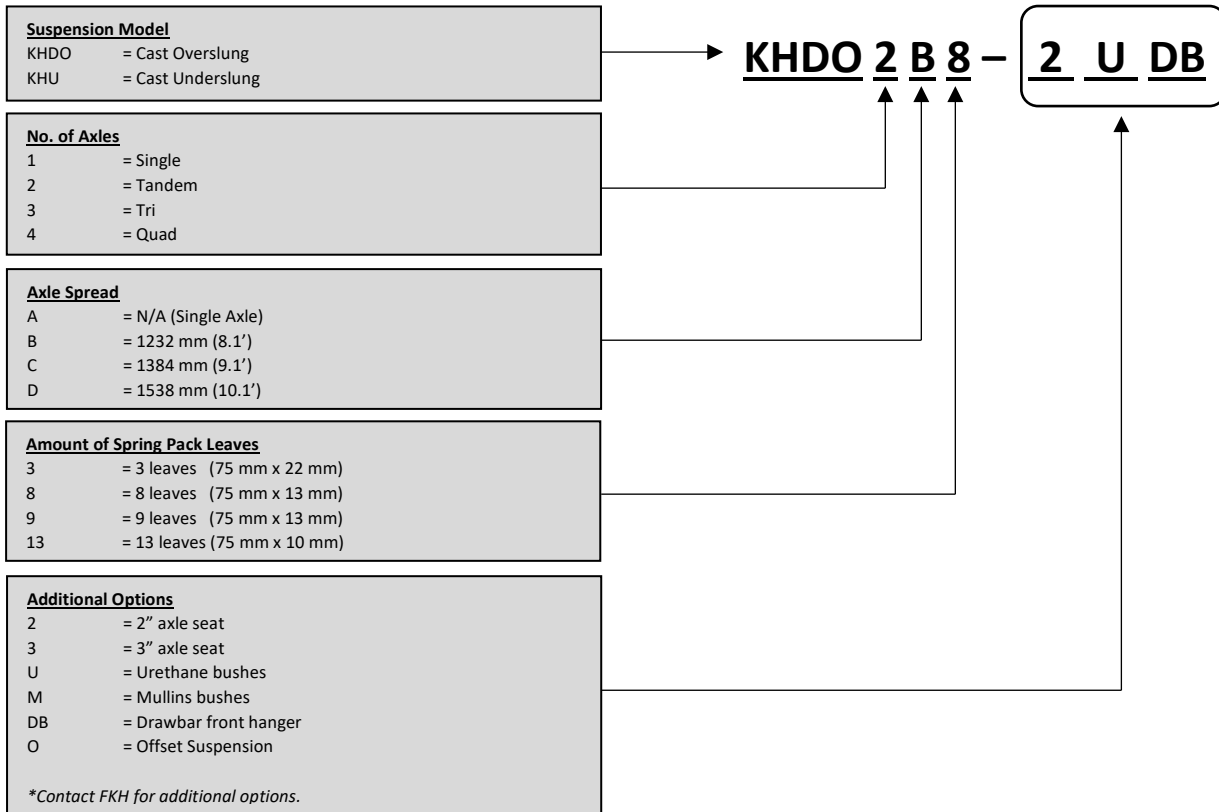 Suspension Model
KHDO = Cast Overslung
KHU = Cast Underslung
KHDO 2 B 8 – 2 U DB
No. of Axles
1 = Single
2 = Tandem
3 = Tri
4 = Quad
Axle Spread
A = N/A (Single Axle)
B = 1232 mm (8.1’)
C = 1384 mm (9.1’)
D = 1538 mm (10.1’)
Amount of Spring Pack Leaves
3 = 3 leaves (75 mm x 22 mm)
8 = 8 leaves (75 mm x 13 mm)
9 = 9 leaves (75 mm x 13 mm)
13 = 13 leaves (75 mm x 10 mm)
Additional Options
2 = 2” axle seat
3 = 3” axle seat
U = Urethane bushes
M = Mullins bushes
DB = Drawbar front hanger
O = Offset Suspension
*Contact FKH for additional options.